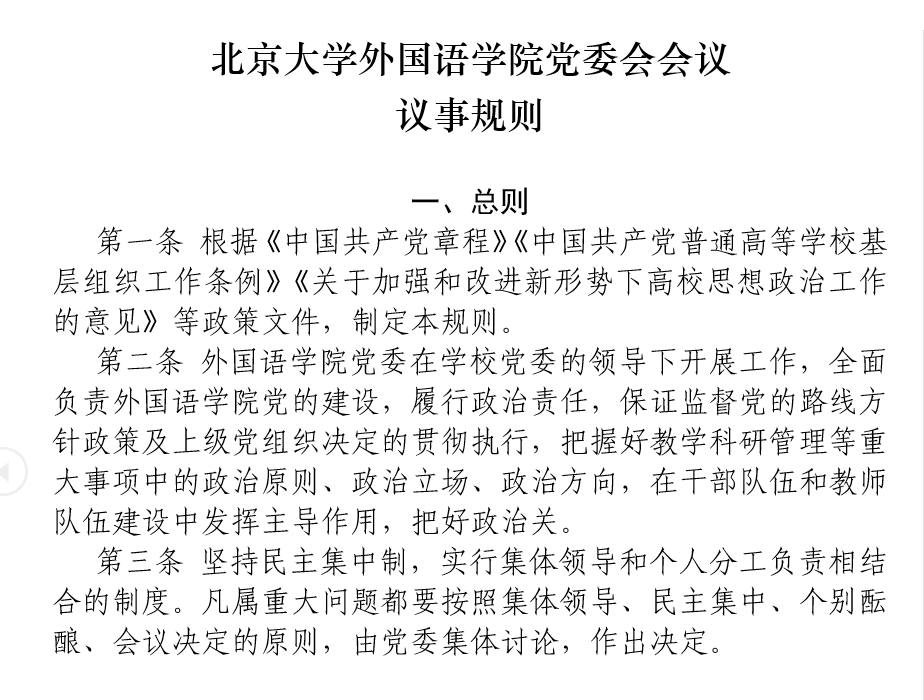 北京大学外国语学院党委会会议
议事规则
一、总则
第一条 根据《中国共产党章程》《中国共产党普通高等学校基
层组织工作条例》《关于加强和改进新形势下高校思想政治工作
的意见》等政策文件，制定本规则。
第二条 外国语学院党委在学校党委的领导下开展工作，全面
负责外国语学院党的建设，履行政治责任，保证监督党的路线方
针政策及上级党组织决定的贯彻执行，把握好教学科研管理等重
大事项中的政治原则、政治立场、政治方向，在干部队伍和教师
队伍建设中发挥主导作用，把好政治关。
第三条 坚持民主集中制，实行集体领导和个人分工负责相结
合的制度。凡属重大问题都要按照集体领导、民主集中、个别酝
酿、会议决定的原则，由党委集体讨论，作出决定。